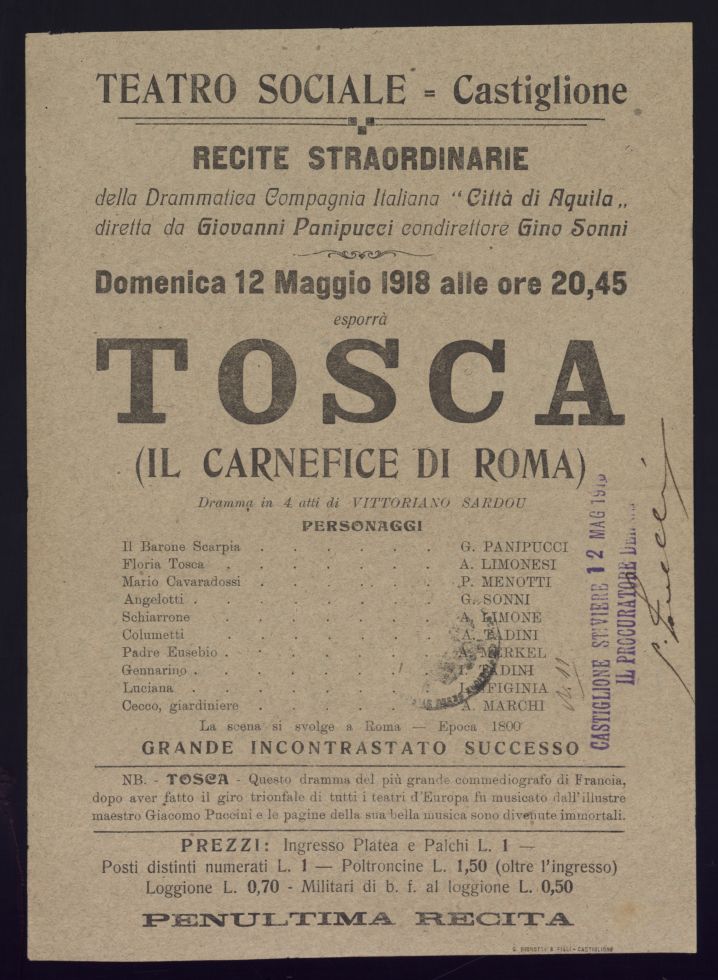 TEATRO SOCIALE = Castiglione
RECITE STRAORDINARIE
della Drammatica Compagnia Italiana “Città di Aquila„
diretta da Giovanni Panipucci condirettore Gino Sonni
Domenica 12 Maggio 1918 alle ore 20,45
esporrà
TOSCA
(IL CARNEFICE DI ROMA)
Dramma in 4 atti di VITTORIANO SARDOU
PERSONAGGI
Il Barone Scarpia . . . . . . G. PANIPUCCI
Floria Tosca . . . . . . . A. LIMONESI
Mario Cavaradossi . . . . . . P. MENOTTI
Angelotti . . . . . . . . G. SONNI
Schiarrone . . . . . . . A. LIMONE
Columetti . . . . . . . A. TADINI
Padre Eusebio . . . . . . . A. MERKEL
Gennarino . . . . . . . . I. TADINI
Luciana . . . . . . . . I. IFIGINIA
Cecco, giardiniere . . . . . . A. MARCHI
La scena si svolge a Roma — Epoca 1800
GRANDE INCONTRASTATO SUCCESSO
NB. - TOSCA - Questo dramma del più grande commediografo di Francia,
dopo aver fatto il giro trionfale di tutti i teatri d'Europa fu musicato dall'illustre
maestro Giacomo Puccini e le pagine della sua bella musica sono divenute immortali.
PREZZI: Ingresso Platea e Palchi L. 1 —
Posti distinti numerati L. 1 — Poltroncine L. 1,50 (oltre l'ingresso)
Loggione L. 0,70 - Militari di b. f. al loggione L. 0,50
PENULTIMA RECITA
CASTIGLIONE STIVIERE 12 MAG
IL PROCURATORE